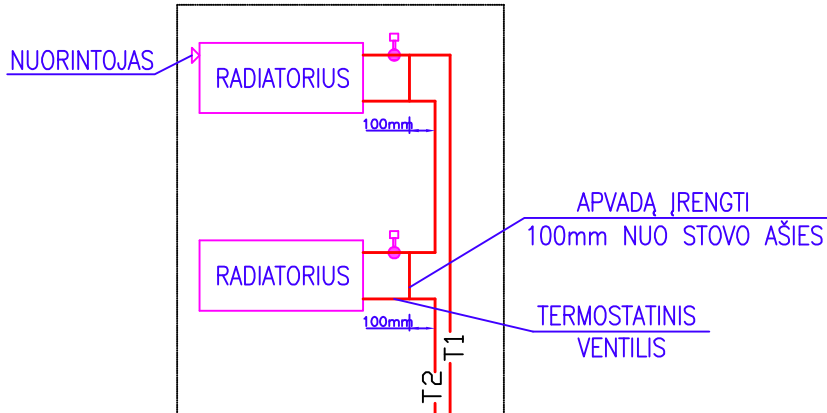 NUORINTOJAS
RADIATORIUS
100mm
APVADĄ ĮRENGTI
100mm NUO STOVO AŠIES
RADIATORIUS
100mm
TERMOSTATINIS
VENTILIS
T1
T2